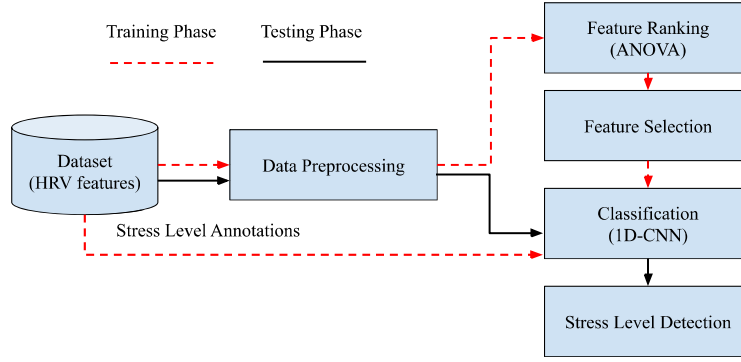 Training Phase
Testing Phase
Feature Ranking
(ANOVA)
Feature Selection
Dataset
(HRV features)
Data Preprocessing
Classification
(1D-CNN)
Stress Level Annotations
Stress Level Detection